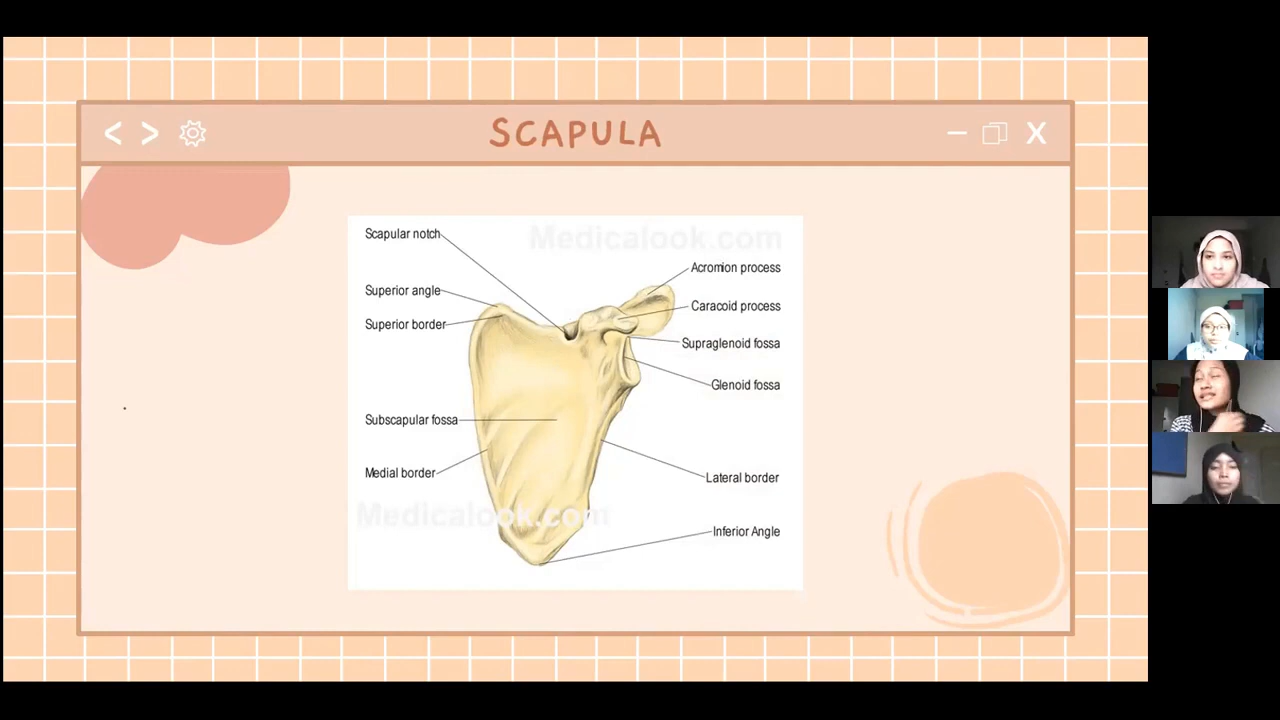 SCAPULA
Medicalook.com
Scapular notch
Acromion process
Superior angle
Caracoid process
Superior border
Supraglenoid fossa
Glenoid fossa
Subscapular fossa
Medial border
Lateral border
Medicalook.com
Inferior Angle